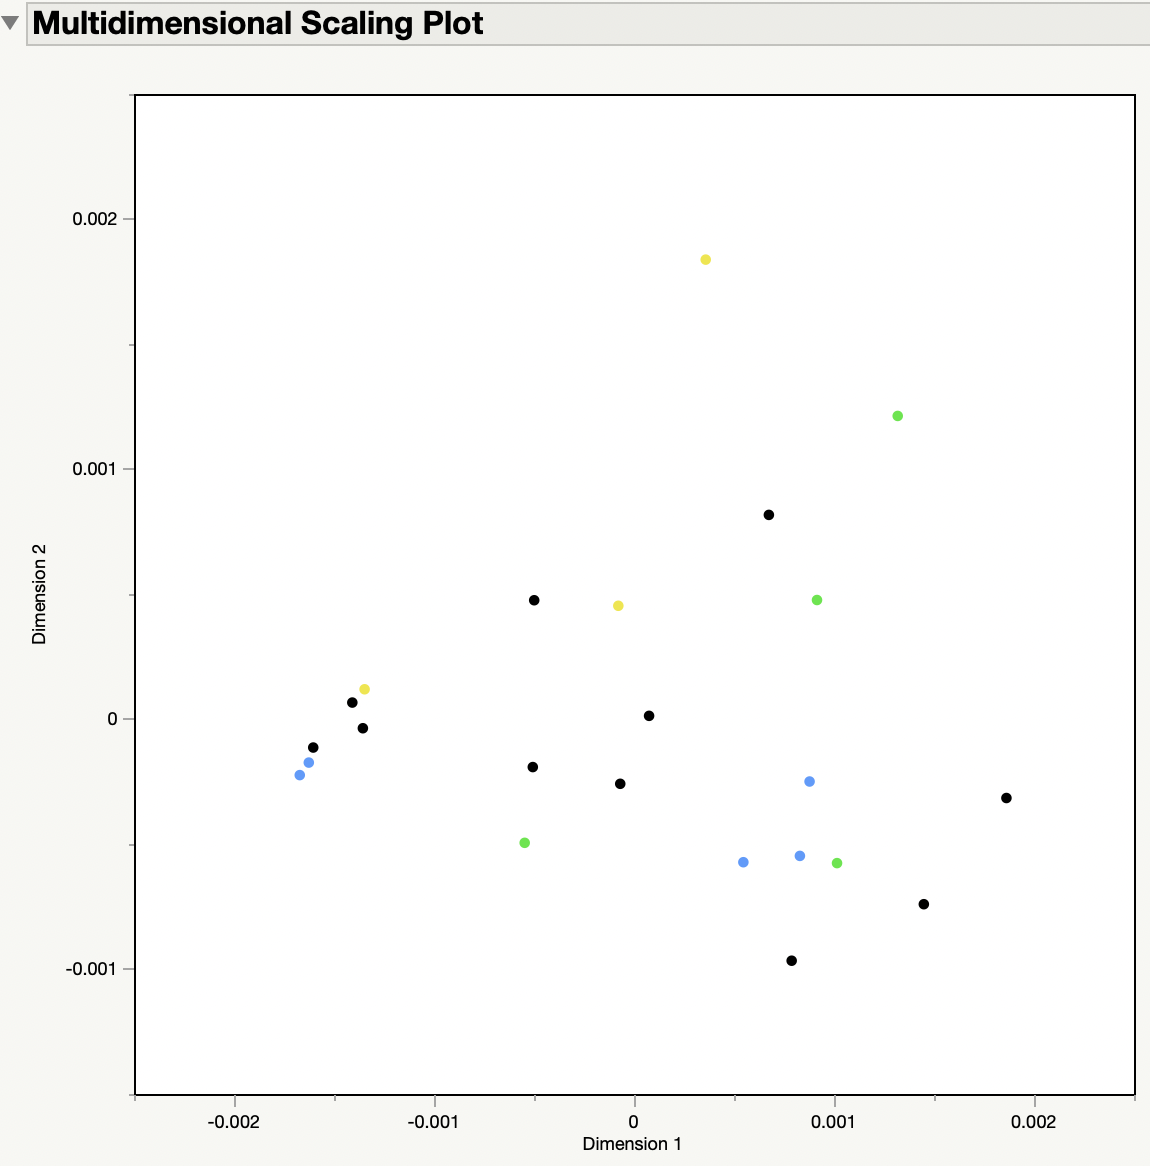 Multidimensional Scaling Plot
0.002
0.001
0
-0.001
Dimension 2
-0.002 -0.001 0 0.001 0.002
Dimension 1